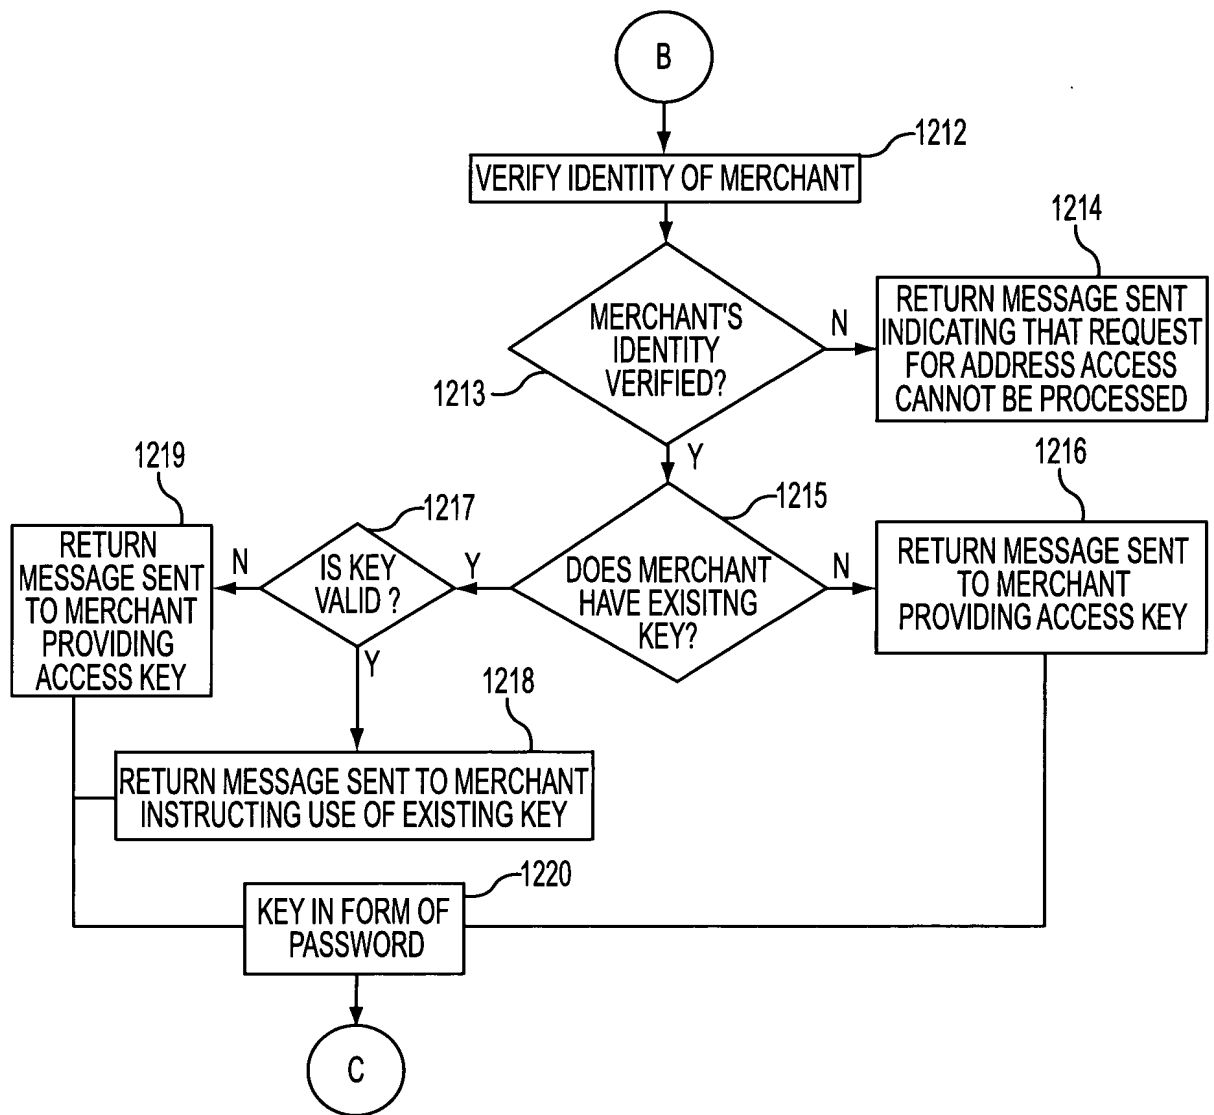 B
1212
VERIFY IDENTITY OF MERCHANT
1214
MERCHANT'S
IDENTITY
VERIFIED?
1213
N
RETURN MESSAGE SENT
INDICATING THAT REQUEST
FOR ADDRESS ACCESS
CANNOT BE PROCESSED
Y
1219
1217
1215
1216
RETURN
MESSAGE SENT
TO MERCHANT
PROVIDING
ACCESS KEY
N
IS KEY
VALID ?
Y
DOES MERCHANT
HAVE EXISITNG
KEY?
N
RETURN MESSAGE SENT
TO MERCHANT
PROVIDING ACCESS KEY
Y
1218
RETURN MESSAGE SENT TO MERCHANT
INSTRUCTING USE OF EXISTING KEY
1220
KEY IN FORM OF
PASSWORD
C